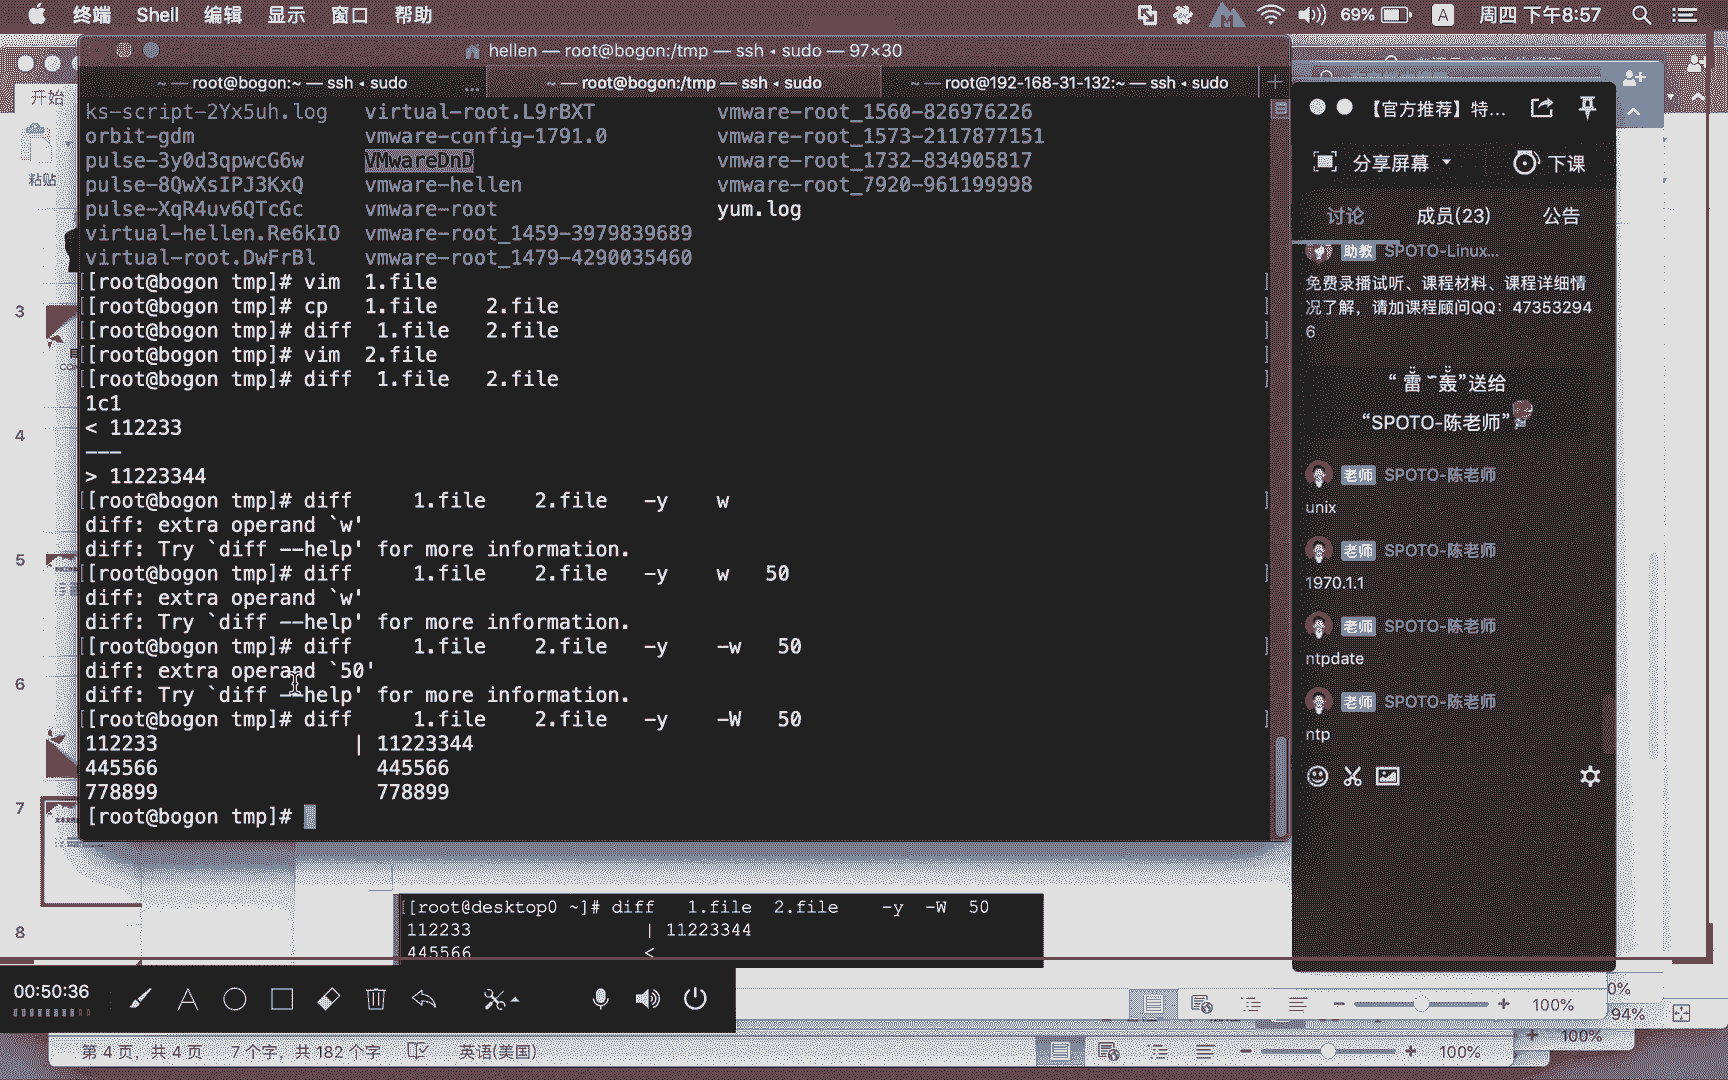 终端 Shell 编辑 显示 窗口 帮助 69% A 周四 下午8:57
hellen — root@bogon:/tmp — ssh ◂ sudo — 97×30
~ — root@bogon:~ — ssh ◂ sudo ... ~ — root@bogon:/tmp — ssh ◂ sudo ~ — root@192-168-31-132:~ — ssh ◂ sudo +
开始
粘贴
3
4
5
6
7
8
ks-script-2Yx5uh.log virtual-root.L9rBXT vmware-root_1560-826976226
orbit-gdm vmware-config-1791.0 vmware-root_1573-2117877151
pulse-3y0d3qpwcG6w VMwareDnD vmware-root_1732-834905817
pulse-8QwXsIPJ3KxQ vmware-hellen vmware-root_7920-961199998
pulse-XqR4uv6QTcGc vmware-root yum.log
virtual-hellen.Re6kIO vmware-root_1459-3979839689
virtual-root.DwFrBl vmware-root_1479-4290035460
[[root@bogon tmp]# vim 1.file ]
[[root@bogon tmp]# cp 1.file 2.file ]
[[root@bogon tmp]# diff 1.file 2.file ]
[[root@bogon tmp]# vim 2.file ]
[[root@bogon tmp]# diff 1.file 2.file ]
1c1
< 112233
---
> 11223344
[[root@bogon tmp]# diff 1.file 2.file -y w ]
diff: extra operand `w'
diff: Try `diff --help' for more information.
[[root@bogon tmp]# diff 1.file 2.file -y w 50 ]
diff: extra operand `w'
diff: Try `diff --help' for more information.
[[root@bogon tmp]# diff 1.file 2.file -y -w 50 ]
diff: extra operand `50'
diff: Try `diff --help' for more information.
[[root@bogon tmp]# diff 1.file 2.file -y -W 50 ]
112233 | 11223344
445566 445566
778899 778899
[root@bogon tmp]#
[[root@desktop0 ~]# diff 1.file 2.file -y -W 50
112233 | 11223344
445566 <
【官方推荐】特...
分享屏幕 下课
讨论 成员(23) 公告
助教 SPOTO-Linux...
免费录播试听、课程材料、课程详细情
况了解，请加课程顾问QQ：47353294
6
送给
“SPOTO-陈老师”
老师 SPOTO-陈老师
unix
老师 SPOTO-陈老师
1970.1.1
老师 SPOTO-陈老师
ntpdate
老师 SPOTO-陈老师
ntp
00:50:36
100%
94%
100%
第 4 页，共 4 页 7 个字，共 182 个字 英语(美国) 100%